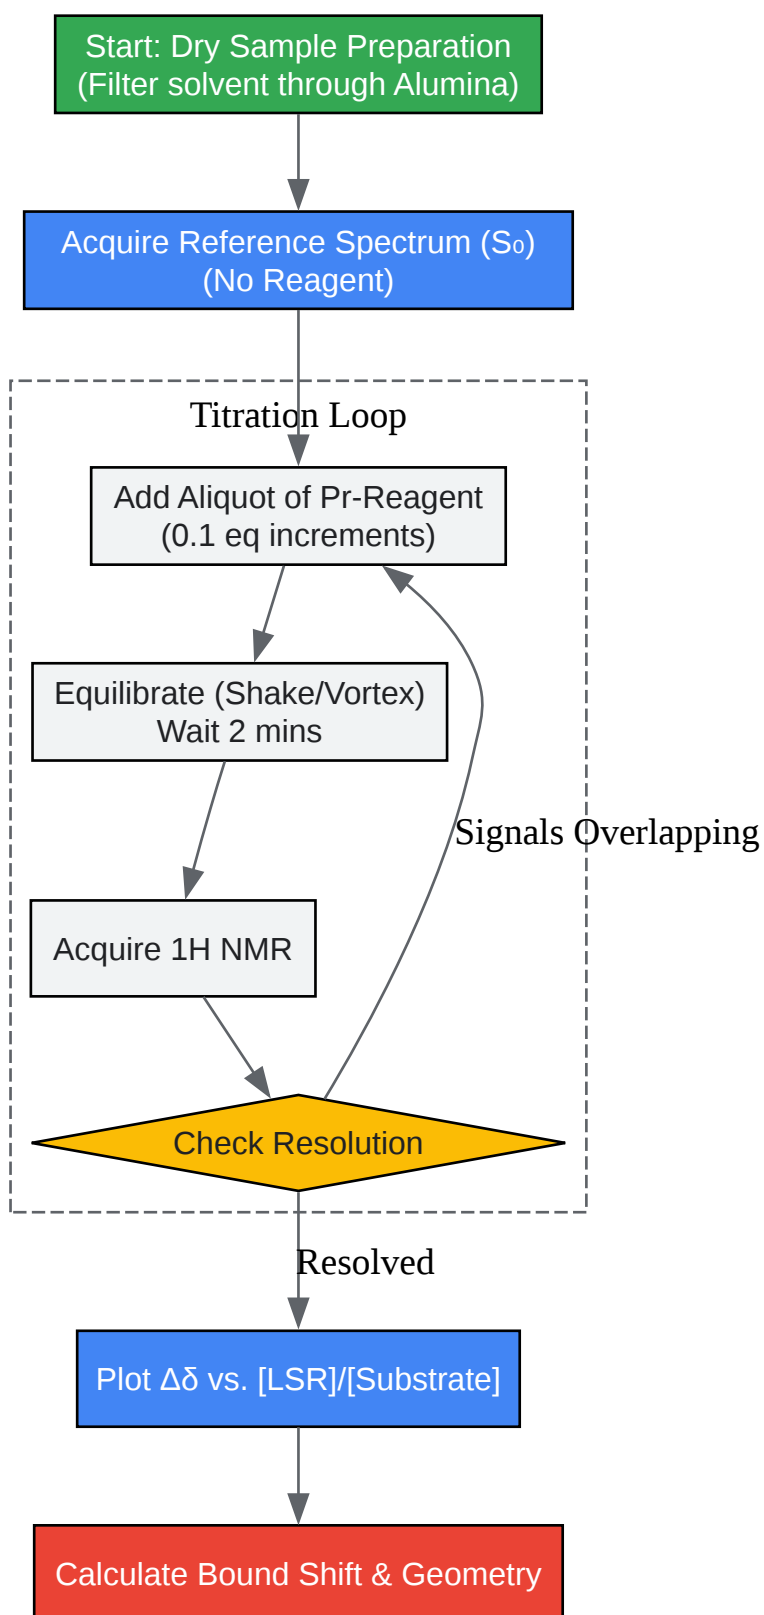 Start: Dry Sample Preparation
(Filter solvent through Alumina)
Acquire Reference Spectrum (S₀)
(No Reagent)
Titration Loop
Add Aliquot of Pr-Reagent
(0.1 eq increments)
Equilibrate (Shake/Vortex)
Wait 2 mins
Signals Overlapping
Acquire 1H NMR
Check Resolution
Resolved
Plot Δδ vs. [LSR]/[Substrate]
Calculate Bound Shift & Geometry